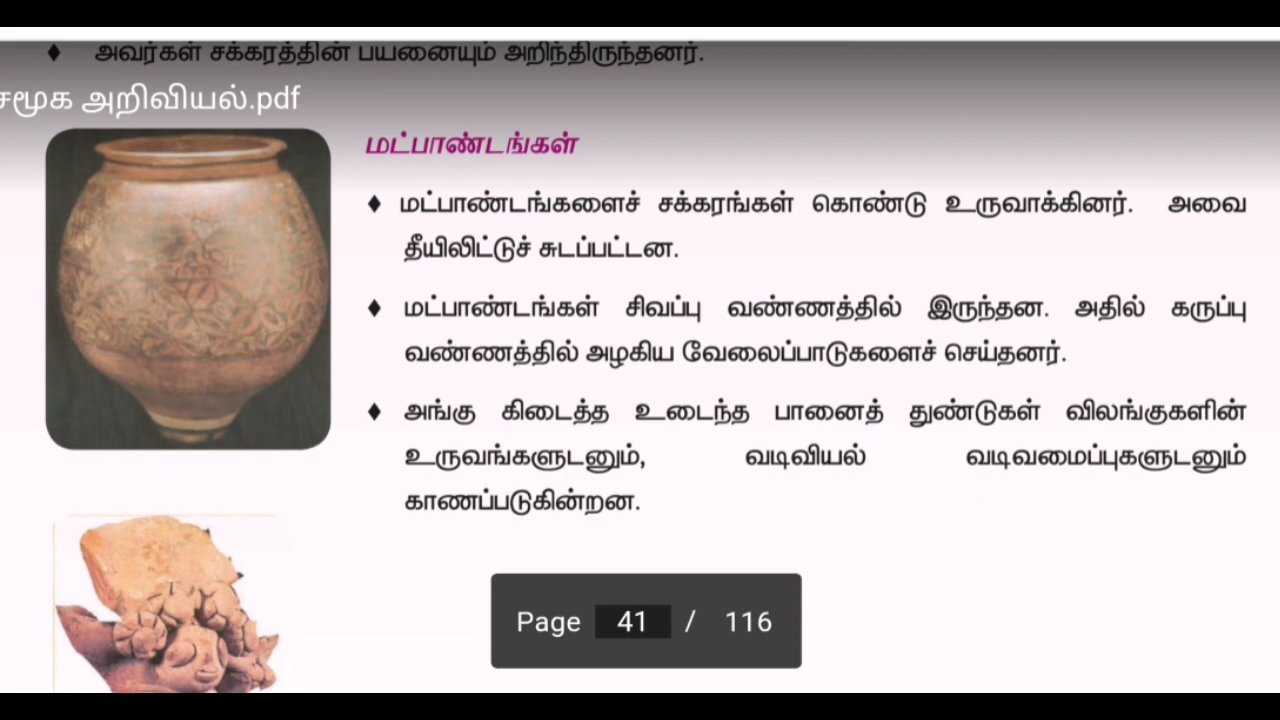 ♦ அவர்கள் சக்கரத்தின் பயனையும் அறிந்திருந்தனர்.
சமூக அறிவியல்.pdf
மட்பாண்டங்கள்
♦ மட்பாண்டங்களைச் சக்கரங்கள் கொண்டு உருவாக்கினர். அவை
தீயிலிட்டுச் சுடப்பட்டன.
♦ மட்பாண்டங்கள் சிவப்பு வண்ணத்தில் இருந்தன. அதில் கருப்பு
வண்ணத்தில் அழகிய வேலைப்பாடுகளைச் செய்தனர்.
♦ அங்கு கிடைத்த உடைந்த பானைத் துண்டுகள் விலங்குகளின்
உருவங்களுடனும், வடிவியல் வடிவமைப்புகளுடனும்
காணப்படுகின்றன.
Page 41 / 116